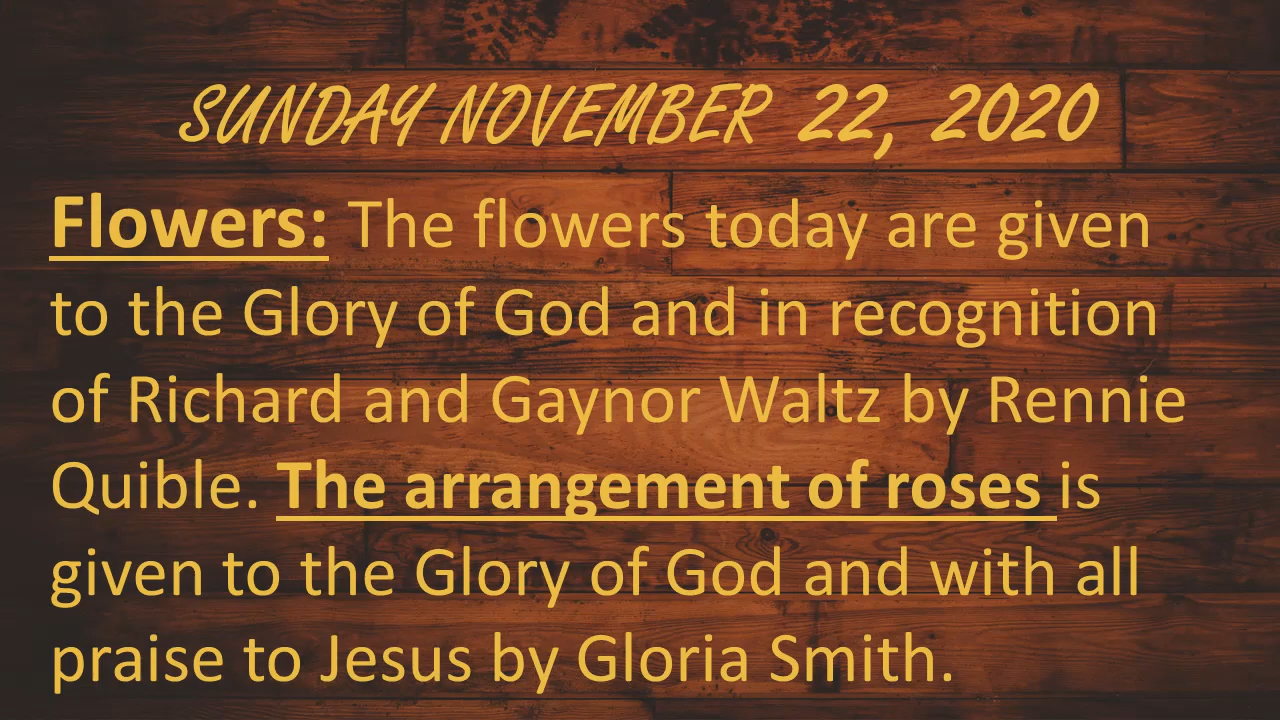 SUNDAY NOVEMBER 22, 2020
Flowers: The flowers today are given
to the Glory of God and in recognition
of Richard and Gaynor Waltz by Rennie
Quible. The arrangement of roses is
given to the Glory of God and with all
praise to Jesus by Gloria Smith.